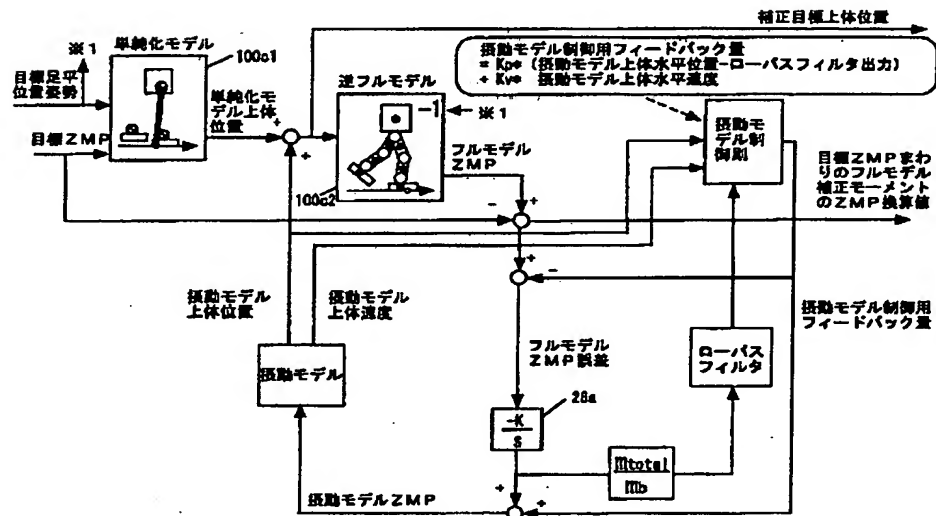 補正目標上体位置
※1
単純化モデル
100c1
摂動モデル制御用フィードバック量
= Kp* (摂動モデル上体水平位置-ローパスフィルタ出力)
+ Kv* 摂動モデル上体水平速度
目標足平
位置姿勢
逆フルモデル
単純化モ
デル上体
位置
-1
※1
目標ZMP
フルモデル
ZMP
摂動モ
デル制
御則
目標ZMPまわ
りのフルモデル
補正モーメント
のZMP換算値
100c2
+
+
-
+
+
-
摂動モデル
上体位置
摂動モデル
上体速度
摂動モデル制御用
フィードバック量
フルモデル
ZMP誤差
ローパス
フィルタ
摂動モデル
28a
-K
s
mtotal
mb
+
+
摂動モデルZMP